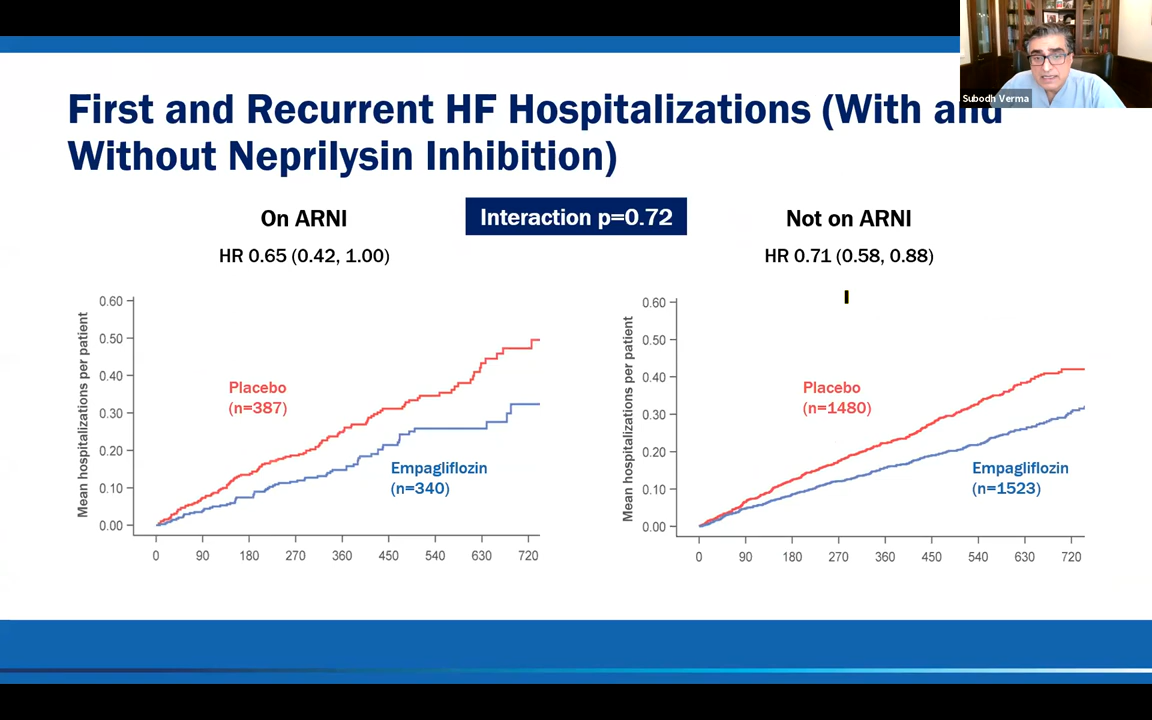 Subodh Verma
First and Recurrent HF Hospitalizations (With and
Without Neprilysin Inhibition)
Interaction p=0.72
On ARNI
HR 0.65 (0.42, 1.00)
Mean hospitalizations per patient
0.60
0.50
0.40
0.30
0.20
0.10
0.00
Placebo
(n=387)
Empagliflozin
(n=340)
0 90 180 270 360 450 540 630 720
Not on ARNI
HR 0.71 (0.58, 0.88)
Mean hospitalizations per patient
0.60
0.50
0.40
0.30
0.20
0.10
0.00
Placebo
(n=1480)
Empagliflozin
(n=1523)
0 90 180 270 360 450 540 630 720